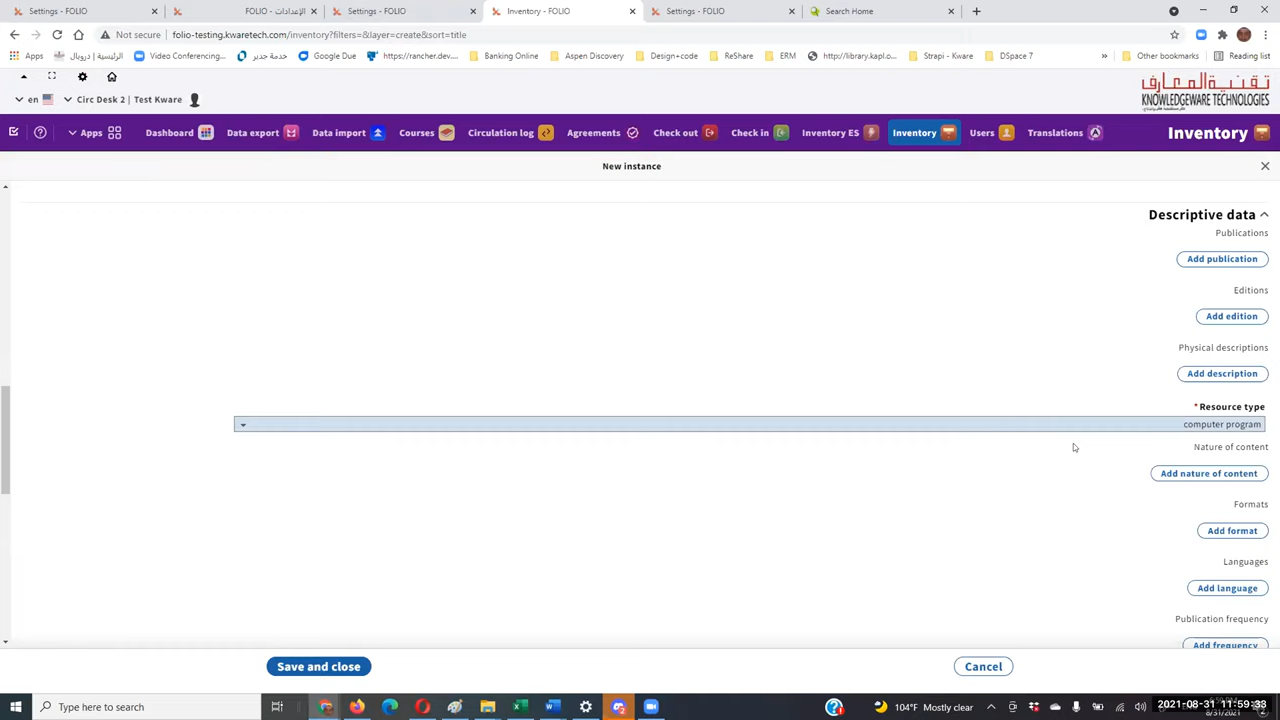 Settings - FOLIO
الإعدادات - FOLIO
Settings - FOLIO
Inventory - FOLIO
Settings - FOLIO
Search Home
Not secure
folio-testing.kwaretech.com/inventory?filters=&layer=create&sort=title
Apps
الرئيسية | دروبال
Video Conferencing...
خدمة جدير
Google Due
https://rancher.dev....
Banking Online
Aspen Discovery
Design+code
ReShare
ERM
http://library.kapl.o...
Strapi - Kware
DSpace 7
»
Other bookmarks
Reading list
en
Circ Desk 2 | Test Kware
تقنية المعارف
KNOWLEDGEWARE TECHNOLOGIES
Apps
Dashboard
Data export
Data import
Courses
Circulation log
Agreements
Check out
Check in
Inventory ES
Inventory
Users
Translations
Inventory
New instance
Descriptive data
Publications
Add publication
Editions
Add edition
Physical descriptions
Add description
*Resource type
computer program
Nature of content
Add nature of content
Formats
Add format
Languages
Add language
Publication frequency
Add frequency
Save and close
Cancel
Type here to search
104°F Mostly clear
2021-08-31 11:59:33
8/31/2021